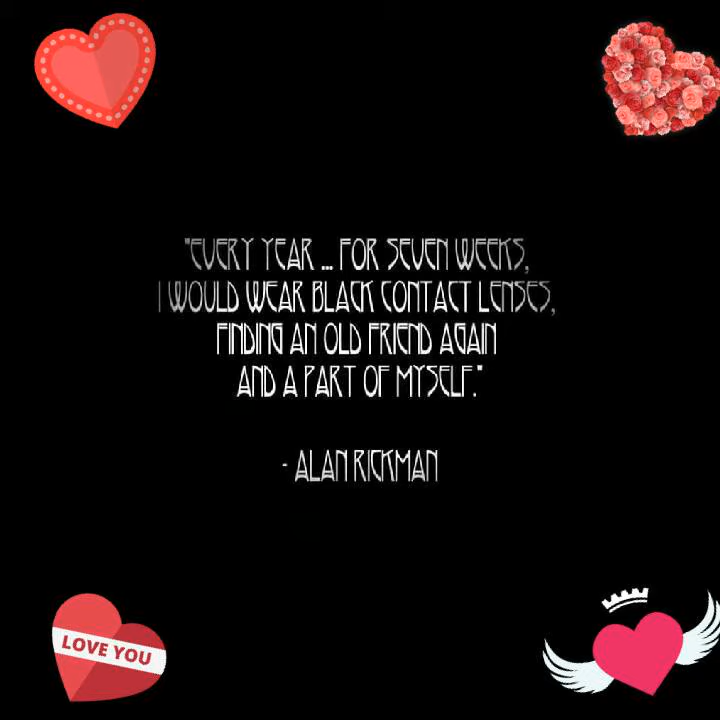 "EVERY YEAR ... FOR SEVEN WEEKS,
I WOULD WEAR BLACK CONTACT LENSES,
FINDING AN OLD FRIEND AGAIN
AND A PART OF MYSELF."
- ALAN RICKMAN
LOVE YOU